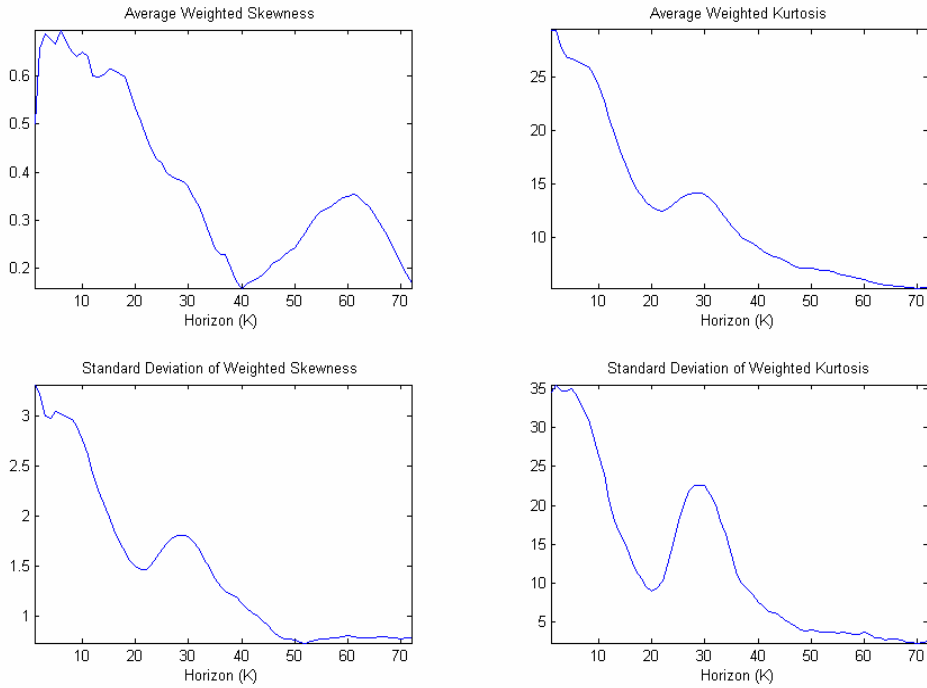 Average Weighted Skewness
0.6
0.5
0.4
0.3
0.2
10 20 30 40 50 60 70
Horizon (K)
Average Weighted Kurtosis
25
20
15
10
10 20 30 40 50 60 70
Horizon (K)
Standard Deviation of Weighted Skewness
3
2.5
2
1.5
1
10 20 30 40 50 60 70
Horizon (K)
Standard Deviation of Weighted Kurtosis
35
30
25
20
15
10
5
10 20 30 40 50 60 70
Horizon (K)